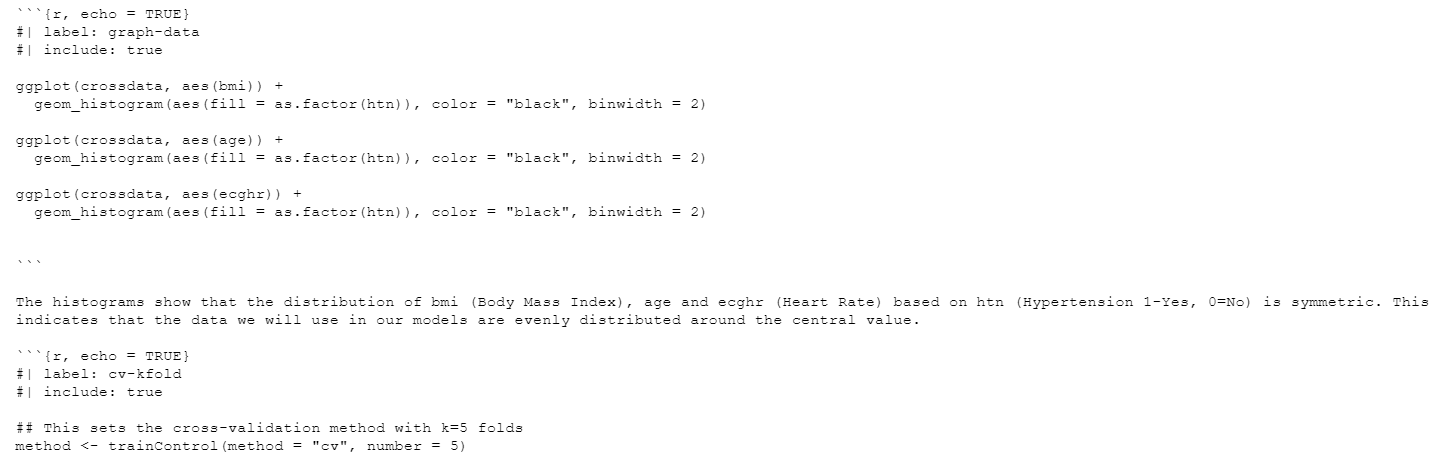 ```{r, echo = TRUE}
#| label: graph-data
#| include: true
ggplot(crossdata, aes(bmi)) +
  geom_histogram(aes(fill = as.factor(htn)), color = "black", binwidth = 2)
ggplot(crossdata, aes(age)) +
  geom_histogram(aes(fill = as.factor(htn)), color = "black", binwidth = 2)
ggplot(crossdata, aes(ecghr)) +
  geom_histogram(aes(fill = as.factor(htn)), color = "black", binwidth = 2)
```
The histograms show that the distribution of bmi (Body Mass Index), age and ecghr (Heart Rate) based on htn (Hypertension 1-Yes, 0=No) is symmetric. This
indicates that the data we will use in our models are evenly distributed around the central value.
```{r, echo = TRUE}
#| label: cv-kfold
#| include: true
## This sets the cross-validation method with k=5 folds
method <- trainControl(method = "cv", number = 5)